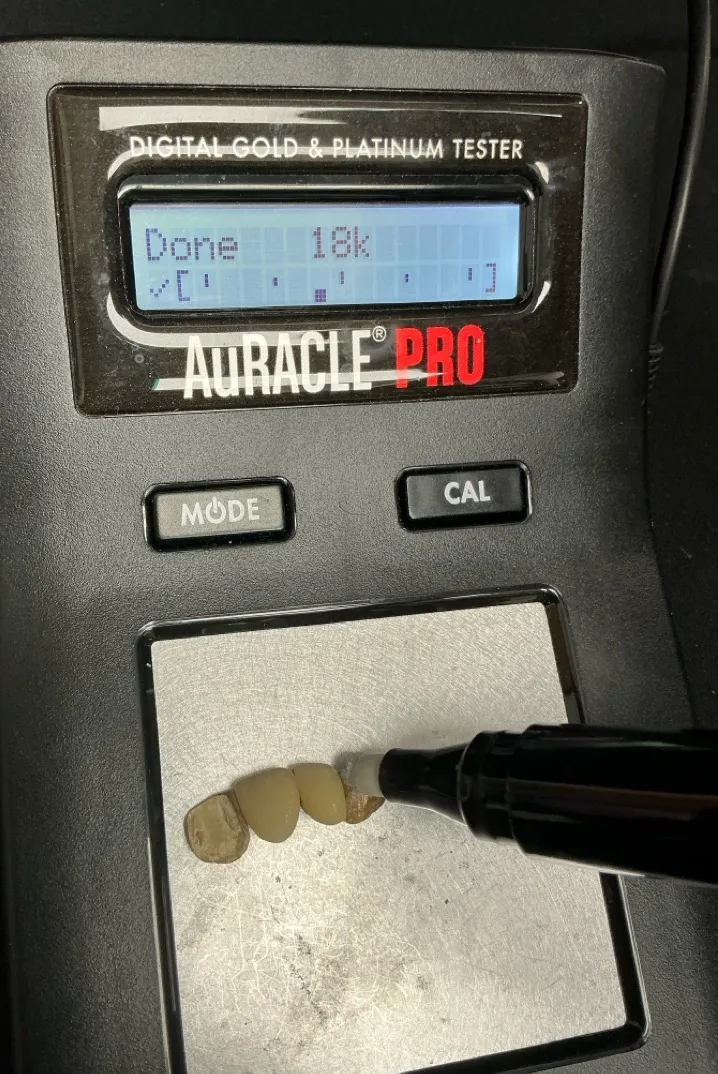 DIGITAL GOLD & PLATINUM TESTER
Done 18k
✓[' ' ' ' ']
AuRACLE® PRO
MODE
CAL